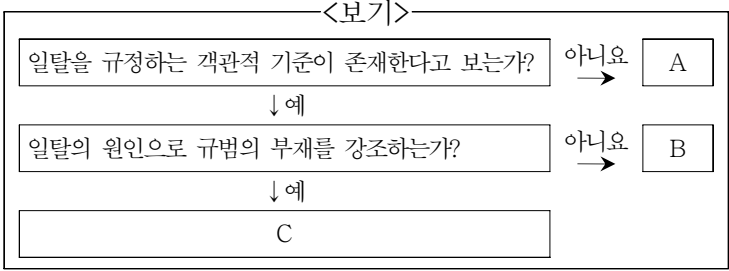 <보기>
일탈을 규정하는 객관적 기준이 존재한다고 보는가? 아니요 → A
↓예
일탈의 원인으로 규범의 부재를 강조하는가? 아니요 → B
↓예
C